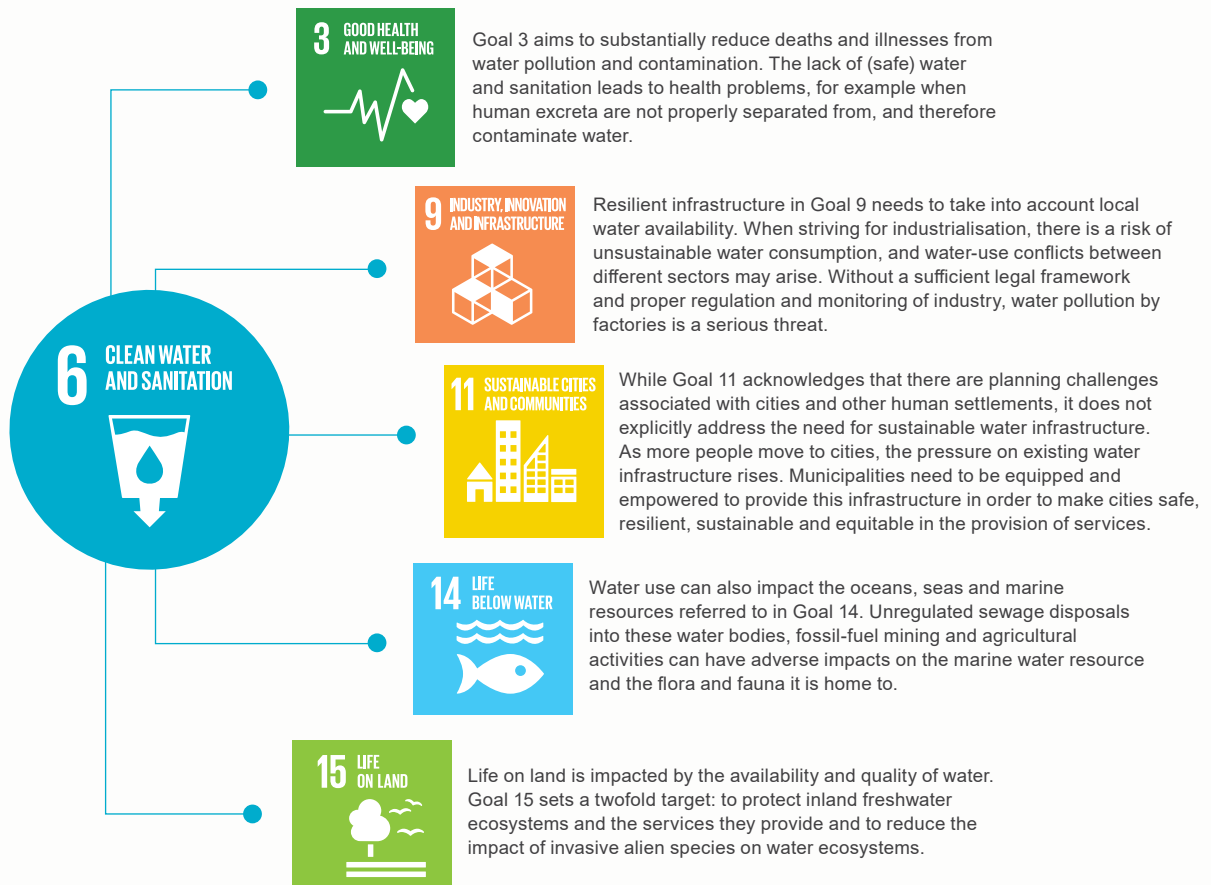 3 GOOD HEALTH
AND WELL-BEING
Goal 3 aims to substantially reduce deaths and illnesses from
water pollution and contamination. The lack of (safe) water
and sanitation leads to health problems, for example when
human excreta are not properly separated from, and therefore
contaminate water.
9 INDUSTRY, INNOVATION
AND INFRASTRUCTURE
Resilient infrastructure in Goal 9 needs to take into account local
water availability. When striving for industrialisation, there is a risk of
unsustainable water consumption, and water-use conflicts between
different sectors may arise. Without a sufficient legal framework
and proper regulation and monitoring of industry, water pollution by
factories is a serious threat.
6 CLEAN WATER
AND SANITATION
11 SUSTAINABLE CITIES
AND COMMUNITIES
While Goal 11 acknowledges that there are planning challenges
associated with cities and other human settlements, it does not
explicitly address the need for sustainable water infrastructure.
As more people move to cities, the pressure on existing water
infrastructure rises. Municipalities need to be equipped and
empowered to provide this infrastructure in order to make cities safe,
resilient, sustainable and equitable in the provision of services.
14 LIFE
BELOW WATER
Water use can also impact the oceans, seas and marine
resources referred to in Goal 14. Unregulated sewage disposals
into these water bodies, fossil-fuel mining and agricultural
activities can have adverse impacts on the marine water resource
and the flora and fauna it is home to.
15 LIFE
ON LAND
Life on land is impacted by the availability and quality of water.
Goal 15 sets a twofold target: to protect inland freshwater
ecosystems and the services they provide and to reduce the
impact of invasive alien species on water ecosystems.